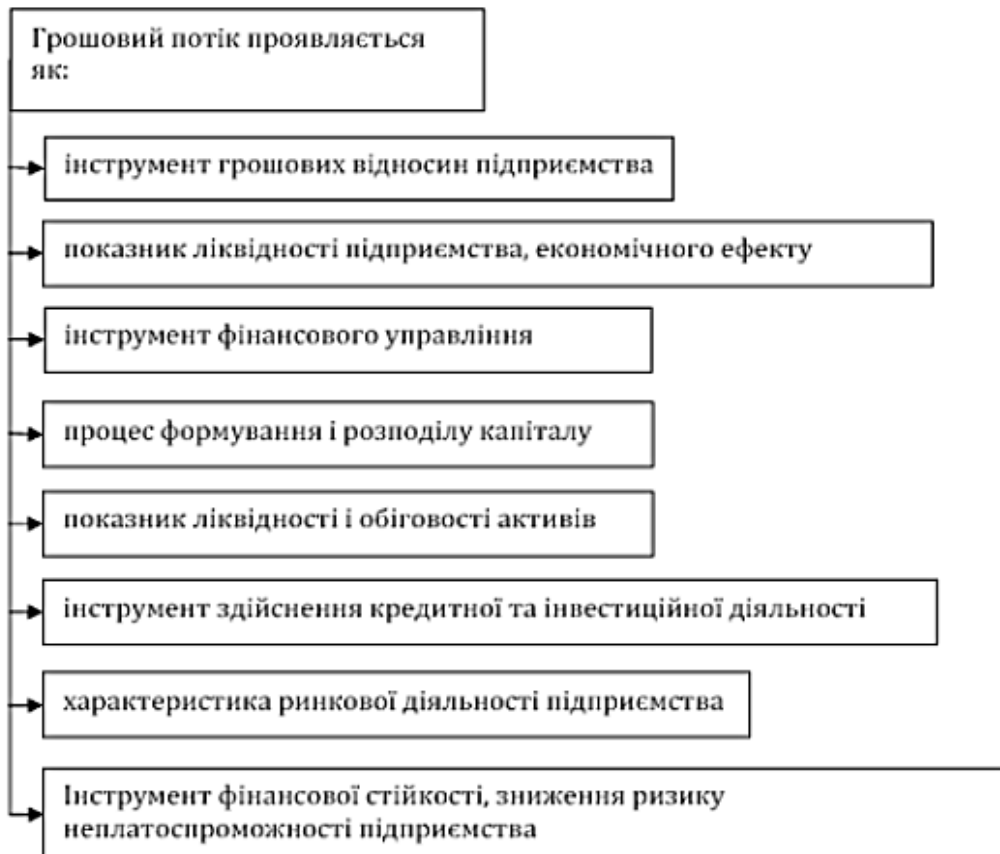 Грошовий потік проявляється
як:
інструмент грошових відносин підприємства
показник ліквідності підприємства, економічного ефекту
інструмент фінансового управління
процес формування і розподілу капіталу
показник ліквідності і обіговості активів
інструмент здійснення кредитної та інвестиційної діяльності
характеристика ринкової діяльності підприємства
Інструмент фінансової стійкості, зниження ризику
неплатоспроможності підприємства